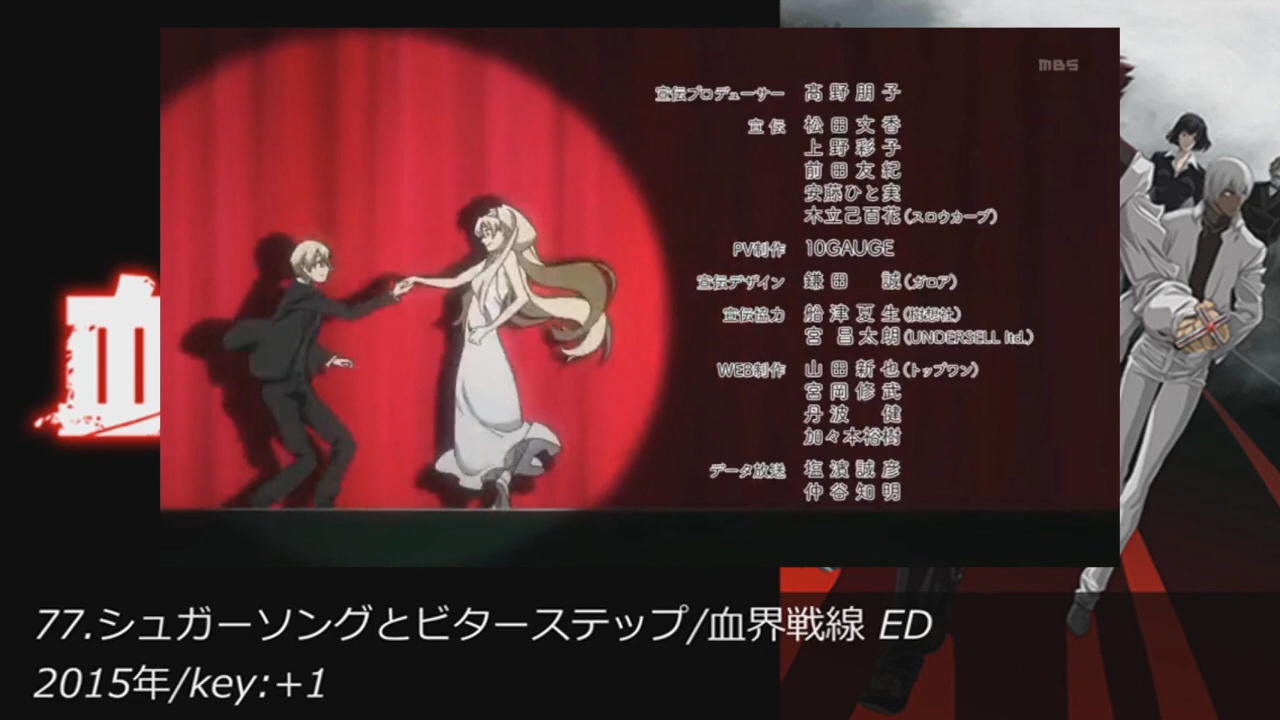 MBS
宣伝プロデューサー 高野朋子
宣伝 松田文香
上野彩子
前田友紀
安藤ひと実
木立己百花(スロウカーブ)
PV制作 10GAUGE
宣伝デザイン 鎌田 誠(ガロア)
宣伝協力 船津夏生
宮 昌太朗(UNDERSELL ltd.)
WEB制作 山田新也(トップワン)
宮岡修武
丹波 健
加々本裕樹
データ放送 塩濱誠彦
仲谷知明
血
77.シュガーソングとビターステップ/血界戦線 ED
2015年/key:+1